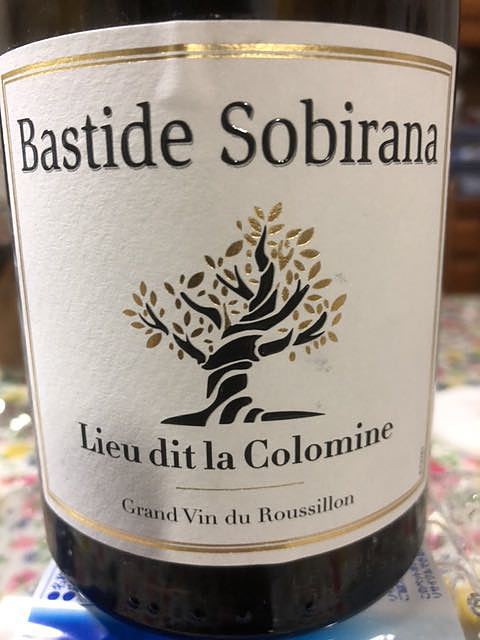 Bastide Sobirana
Lieu dit la Colomine
Grand Vin du Roussillon